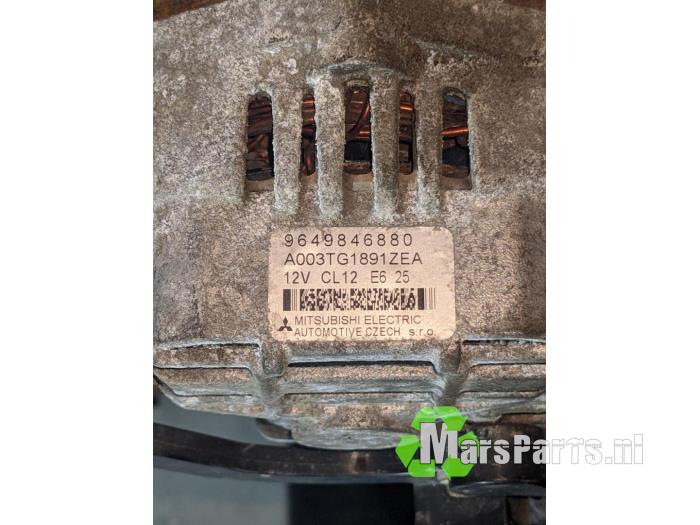 9649846880
A003TG1891ZEA
12V CL12 E6 25
MITSUBISHI ELECTRIC
AUTOMOTIVE CZECH s.r.o
MarsParts.nl